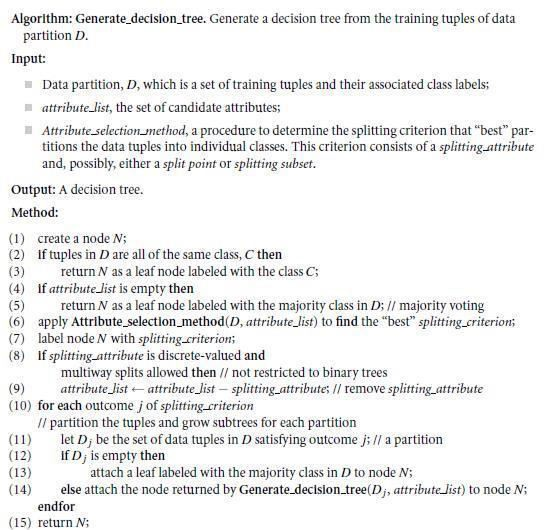 Algorithm: Generate_decision_tree. Generate a decision tree from the training tuples of data
partition D.
Input:
Data partition, D, which is a set of training tuples and their associated class labels;
attribute_list, the set of candidate attributes;
Attribute_selection_method, a procedure to determine the splitting criterion that “best” par-
titions the data tuples into individual classes. This criterion consists of a splitting_attribute
and, possibly, either a split point or splitting subset.
Output: A decision tree.
Method:
(1) create a node N;
(2) if tuples in D are all of the same class, C then
(3) return N as a leaf node labeled with the class C;
(4) if attribute_list is empty then
(5) return N as a leaf node labeled with the majority class in D; // majority voting
(6) apply Attribute_selection_method(D, attribute_list) to find the “best” splitting_criterion;
(7) label node N with splitting_criterion;
(8) if splitting_attribute is discrete-valued and
multiway splits allowed then // not restricted to binary trees
(9) attribute_list ← attribute_list − splitting_attribute; // remove splitting_attribute
(10) for each outcome j of splitting_criterion
// partition the tuples and grow subtrees for each partition
(11) let Dj be the set of data tuples in D satisfying outcome j; // a partition
(12) if Dj is empty then
(13) attach a leaf labeled with the majority class in D to node N;
(14) else attach the node returned by Generate_decision_tree(Dj, attribute_list) to node N;
endfor
(15) return N;